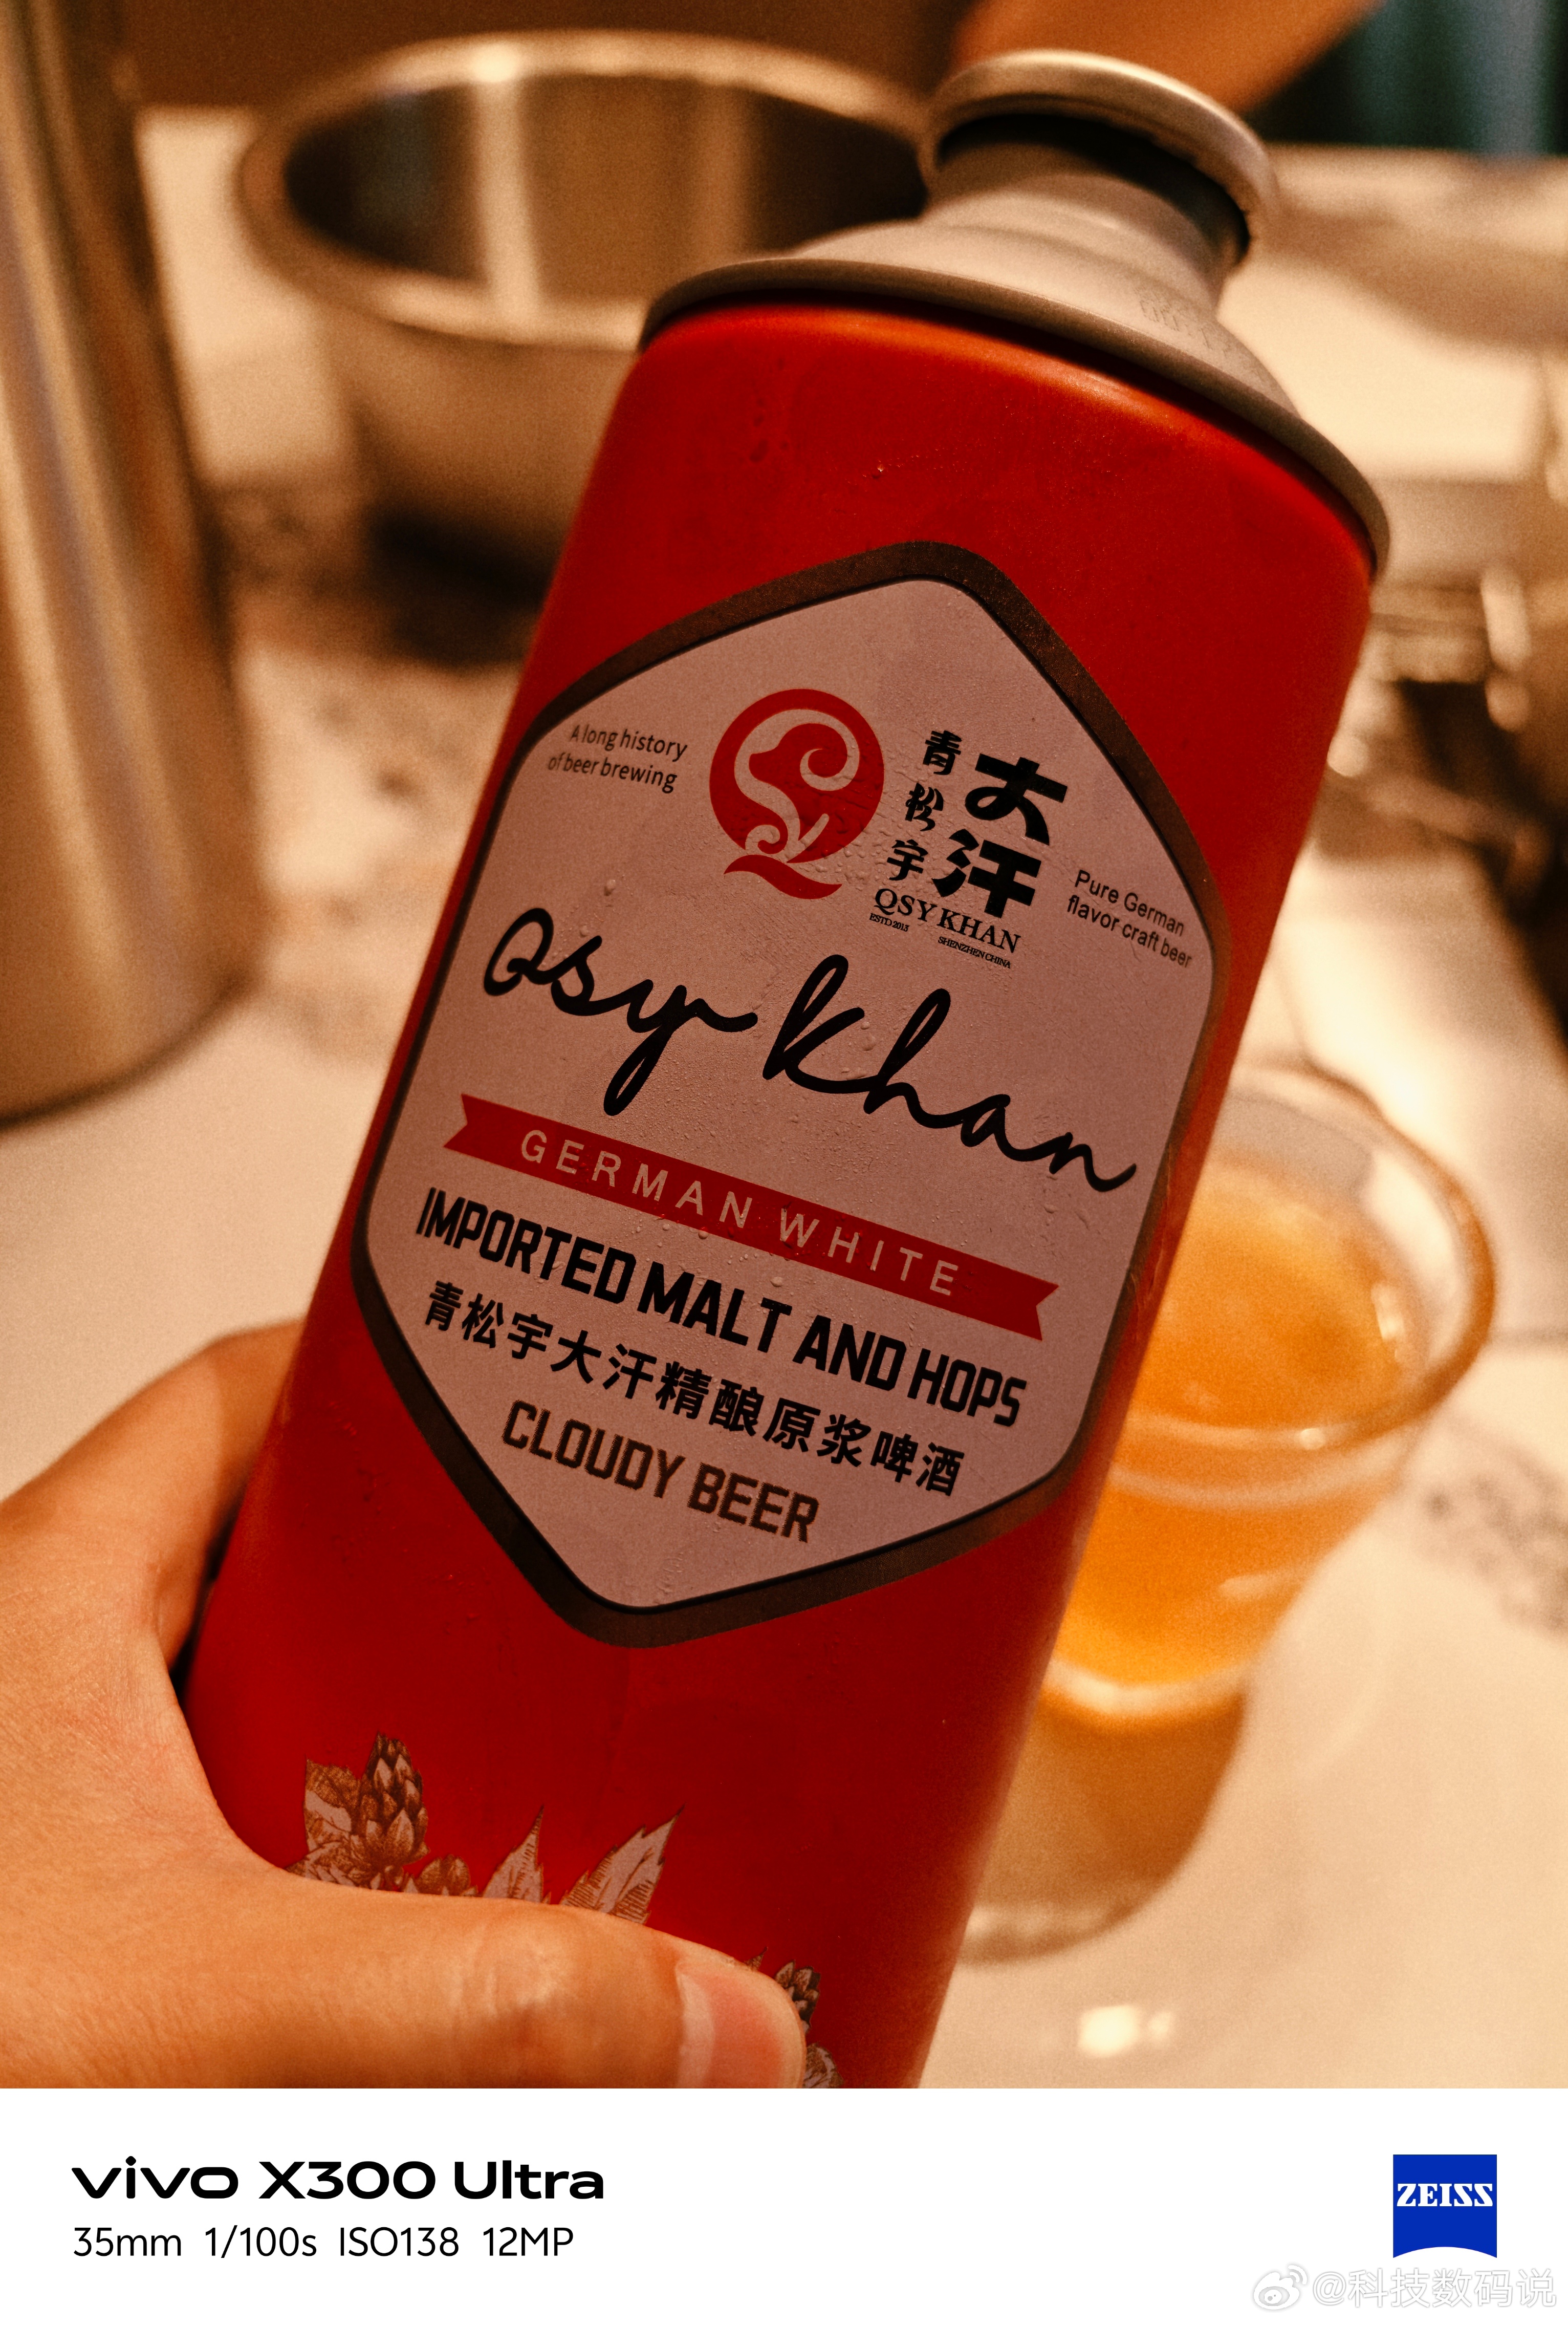 A long history
of beer brewing
青松宇
大汗
QSY KHAN
ESTD 2013
SHENZHEN CHINA
Pure German
flavor craft beer
Qsy Khan
GERMAN WHITE
IMPORTED MALT AND HOPS
青松宇大汗精酿原浆啤酒
CLOUDY BEER
vivo X300 Ultra
35mm 1/100s ISO138 12MP
ZEISS
@科技数码说